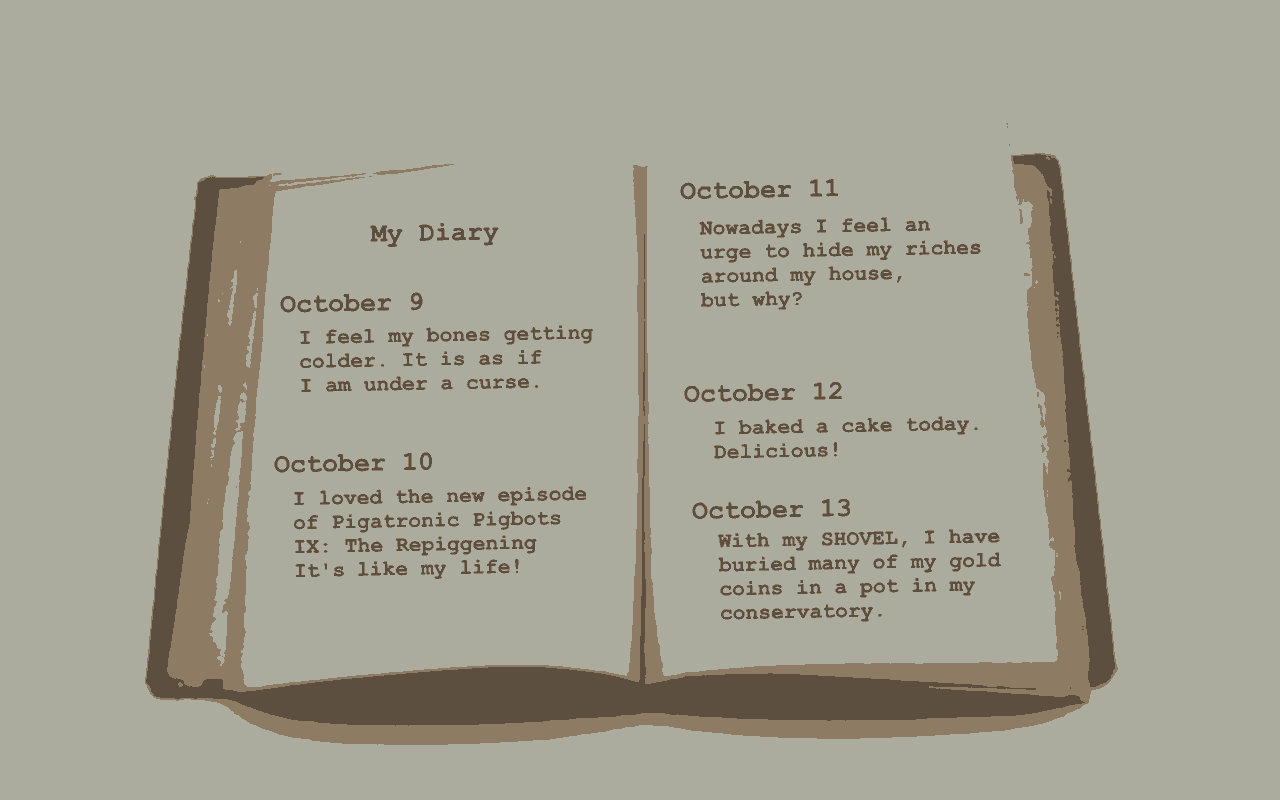 My Diary
October 9
I feel my bones getting
colder. It is as if
I am under a curse.
October 10
I loved the new episode
of Pigatronic Pigbots
IX: The Repiggening
It's like my life!
October 11
Nowadays I feel an
urge to hide my riches
around my house,
but why?
October 12
I baked a cake today.
Delicious!
October 13
With my SHOVEL, I have
buried many of my gold
coins in a pot in my
conservatory.